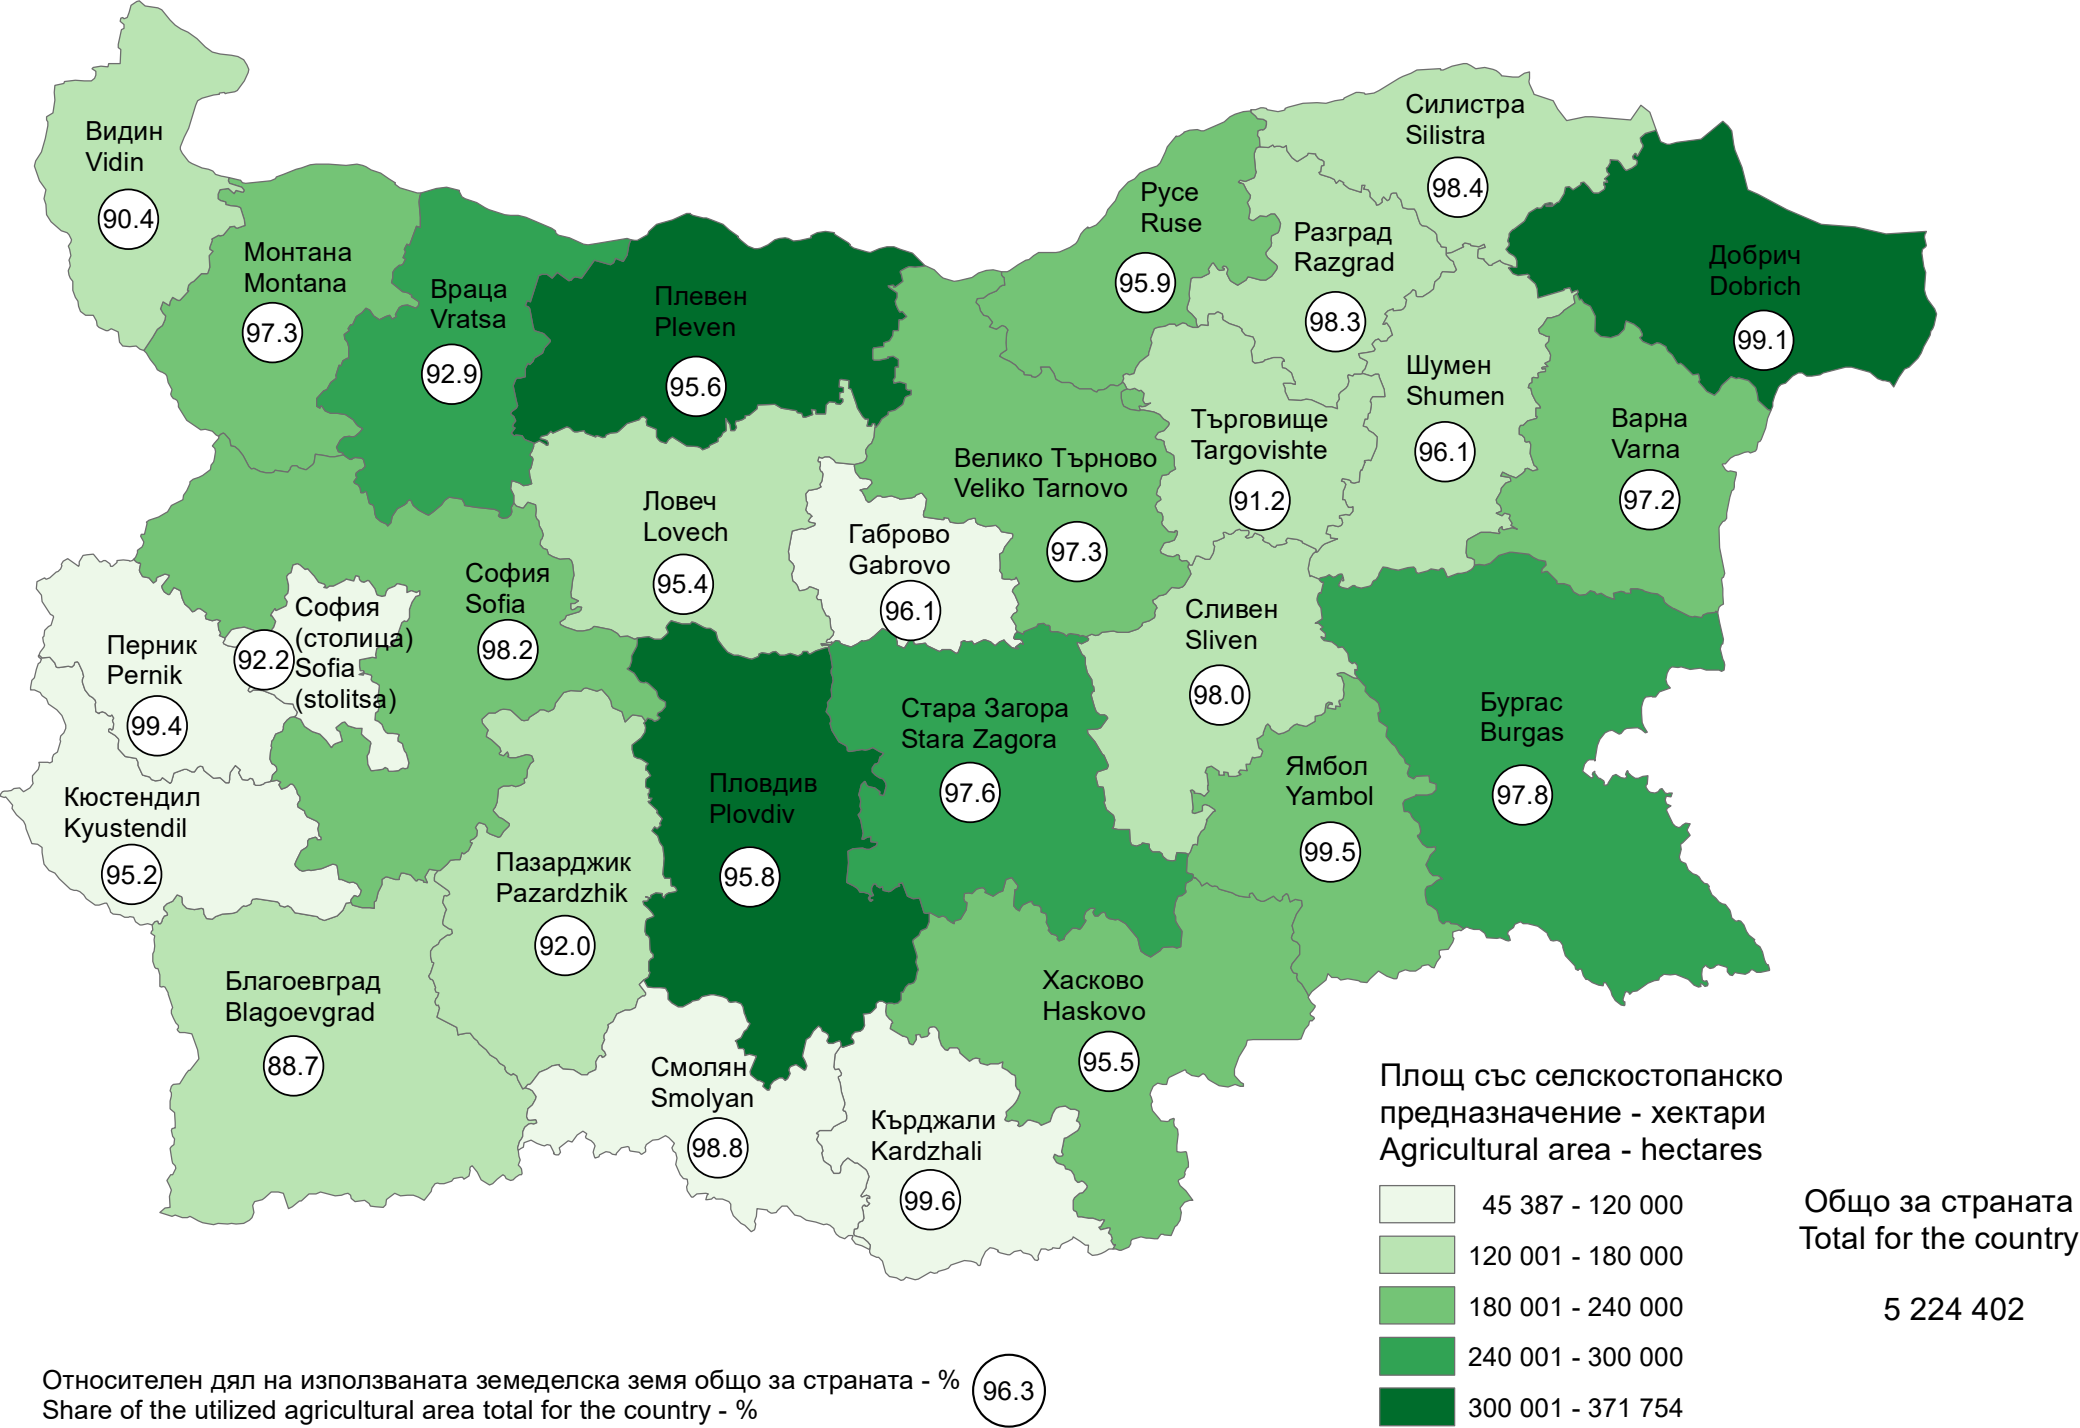 Видин
Vidin
90.4
Монтана
Montana
97.3
Враца
Vratsa
92.9
Плевен
Pleven
95.6
Русе
Ruse
95.9
Силистра
Silistra
98.4
Разград
Razgrad
98.3
Добрич
Dobrich
99.1
Шумен
Shumen
96.1
Варна
Varna
97.2
Търговище
Targovishte
91.2
Велико Търново
Veliko Tarnovo
97.3
Ловеч
Lovech
95.4
Габрово
Gabrovo
96.1
София
Sofia
98.2
София
(столица)
Sofia
(stolitsa)
92.2
Перник
Pernik
99.4
Кюстендил
Kyustendil
95.2
Сливен
Sliven
98.0
Стара Загора
Stara Zagora
97.6
Бургас
Burgas
97.8
Ямбол
Yambol
99.5
Пловдив
Plovdiv
95.8
Пазарджик
Pazardzhik
92.0
Благоевград
Blagoevgrad
88.7
Хасково
Haskovo
95.5
Смолян
Smolyan
98.8
Кърджали
Kardzhali
99.6
Площ със селскостопанско
предназначение - хектари
Agricultural area - hectares
45 387 - 120 000
120 001 - 180 000
180 001 - 240 000
240 001 - 300 000
300 001 - 371 754
Общо за страната
Total for the country
5 224 402
Относителен дял на използваната земеделска земя общо за страната - %
Share of the utilized agricultural area total for the country - %
96.3